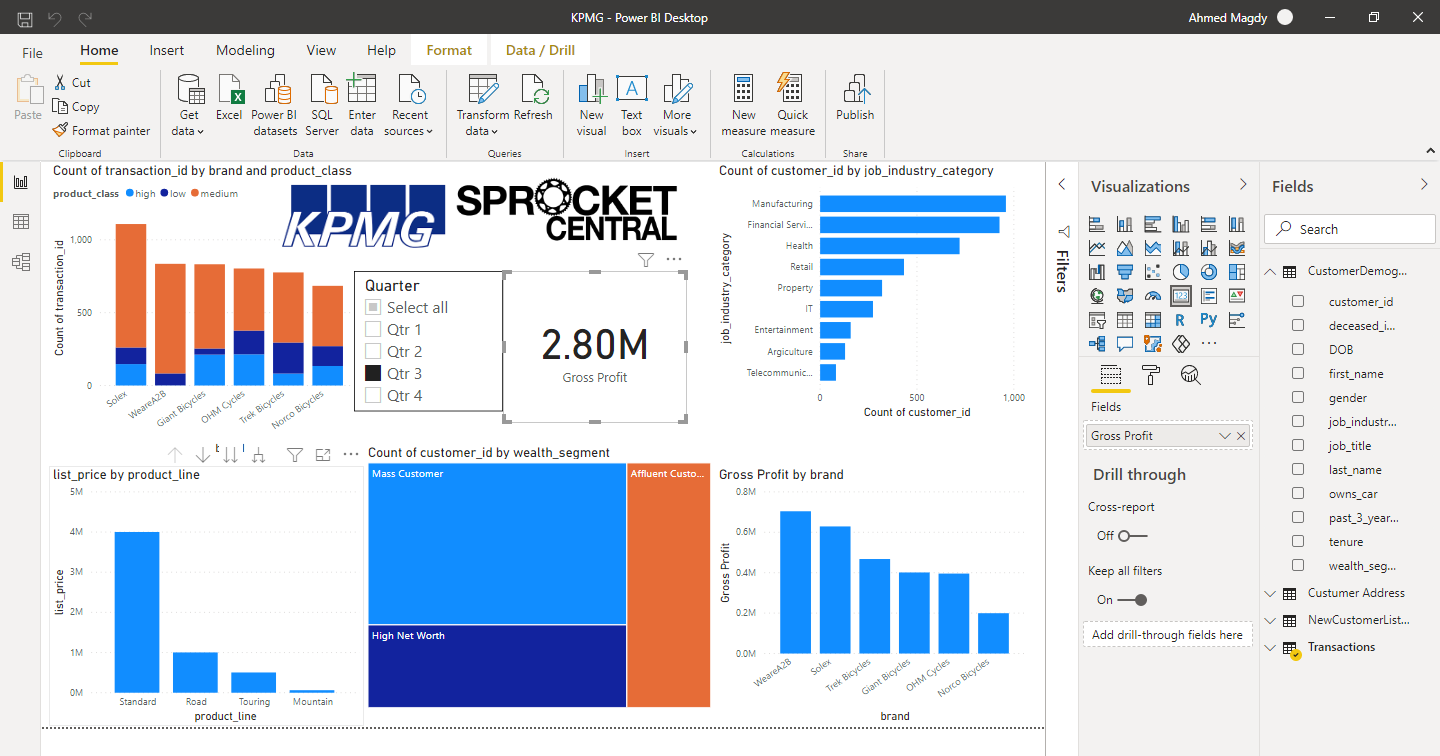 KPMG - Power BI Desktop
Ahmed Magdy
File Home Insert Modeling View Help Format Data / Drill
Paste
Cut
Copy
Format painter
Clipboard
Get data
Excel
Power BI datasets
SQL Server
Enter data
Recent sources
Data
Transform data
Refresh
Queries
New visual
Text box
More visuals
Insert
New measure
Quick measure
Calculations
Publish
Share
Count of transaction_id by brand and product_class
product_class high low medium
Count of transaction_id
1,000
500
0
Solex
WeareA2B
Giant Bicycles
OHM Cycles
Trek Bicycles
Norco Bicycles
KPMG
SPROCKET
CENTRAL
Quarter
Select all
Qtr 1
Qtr 2
Qtr 3
Qtr 4
2.80M
Gross Profit
Count of customer_id by job_industry_category
job_industry_category
Manufacturing
Financial Servi...
Health
Retail
Property
IT
Entertainment
Argiculture
Telecommunic...
0 500 1,000
Count of customer_id
list_price by product_line
list_price
5M
4M
3M
2M
1M
0M
Standard Road Touring Mountain
product_line
Count of customer_id by wealth_segment
Mass Customer
Affluent Custo...
High Net Worth
Gross Profit by brand
Gross Profit
0.8M
0.6M
0.4M
0.2M
0.0M
WeareA2B
Solex
Trek Bicycles
Giant Bicycles
OHM Cycles
Norco Bicycles
brand
Filters
Visualizations
123
R
Py
Fields
Gross Profit
Drill through
Cross-report
Off
Keep all filters
On
Add drill-through fields here
Fields
Search
CustomerDemog...
customer_id
deceased_i...
DOB
first_name
gender
job_industr...
job_title
last_name
owns_car
past_3_year...
tenure
wealth_seg...
Custumer Address
NewCustomerList...
Transactions